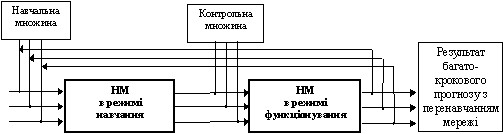 Навчальна
множина
Контрольна
множина
НМ
в режимі
навчання
НМ
в режимі
функціонування
Результат
багато-
крокового
прогнозу з
перенавчанням
мережі